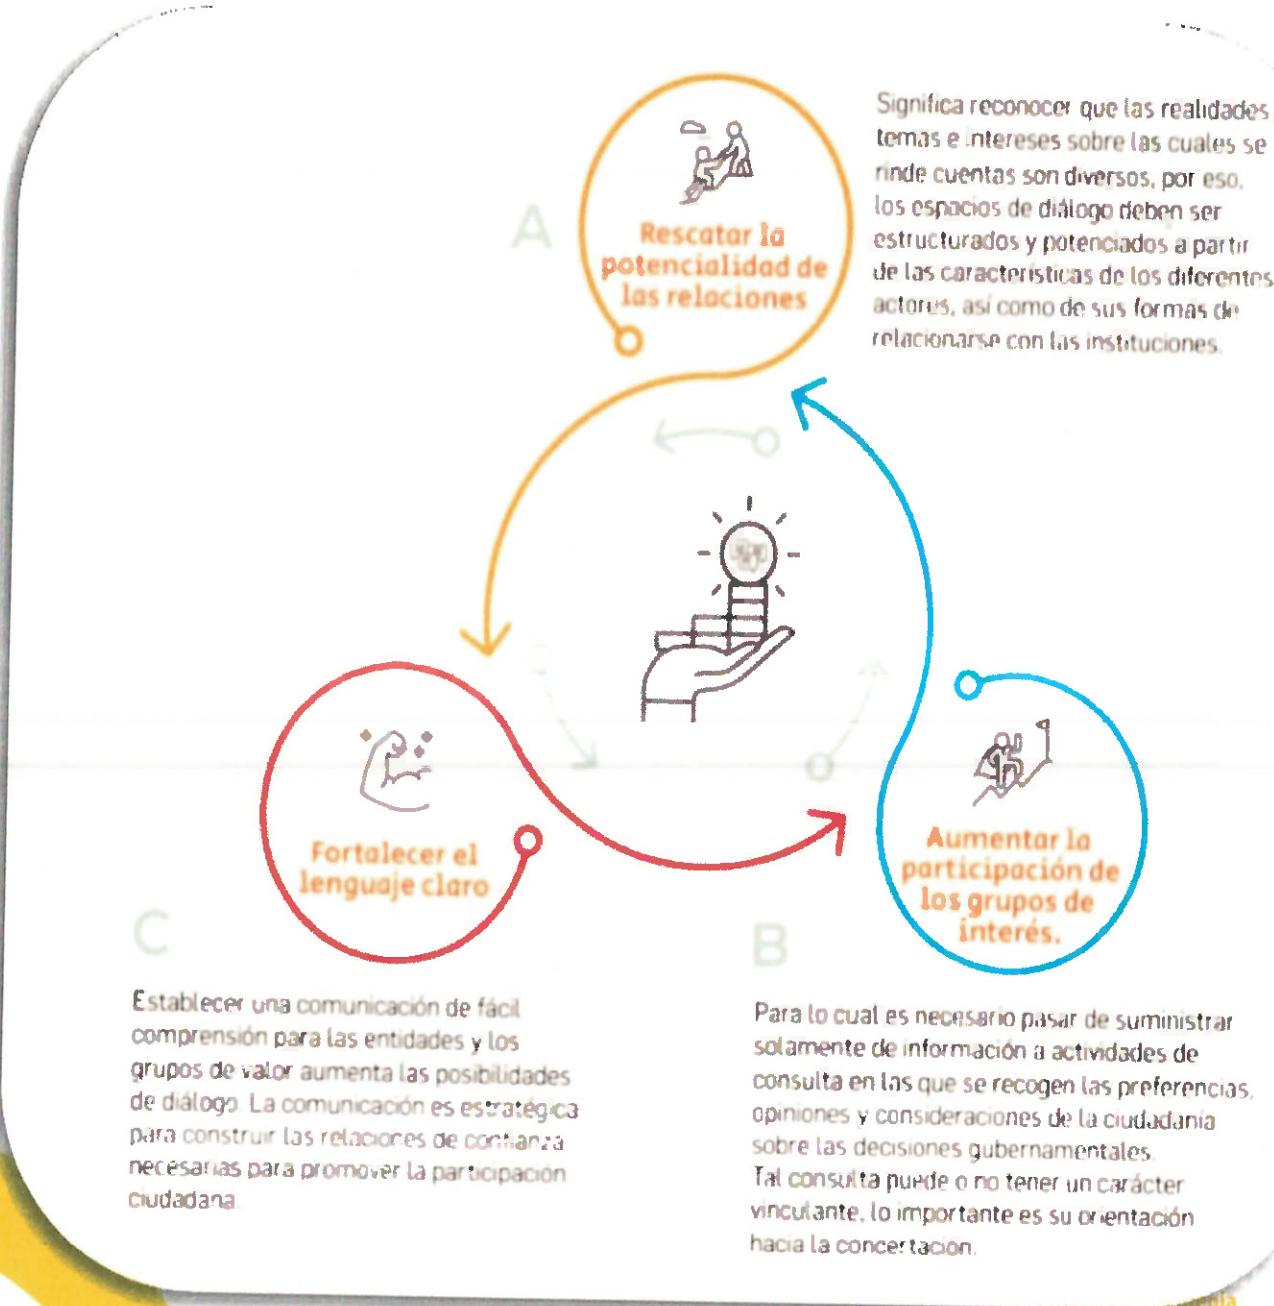 A
Rescatar la
potencialidad de
las relaciones
Significa reconocer que las realidades
temas e intereses sobre las cuales se
rinde cuentas son diversos, por eso,
los espacios de diálogo deben ser
estructurados y potenciados a partir
de las características de los diferentes
actores, así como de sus formas de
relacionarse con las instituciones.
Aumentar la
participación de
los grupos de
interés.
B
Para lo cual es necesario pasar de suministrar
solamente de información a actividades de
consulta en las que se recogen las preferencias,
opiniones y consideraciones de la ciudadanía
sobre las decisiones gubernamentales.
Tal consulta puede o no tener un carácter
vinculante, lo importante es su orientación
hacia la concertación.
Fortalecer el
lenguaje claro
C
Establecer una comunicación de fácil
comprensión para las entidades y los
grupos de valor aumenta las posibilidades
de diálogo. La comunicación es estratégica
para construir las relaciones de confianza
necesarias para promover la participación
ciudadana.